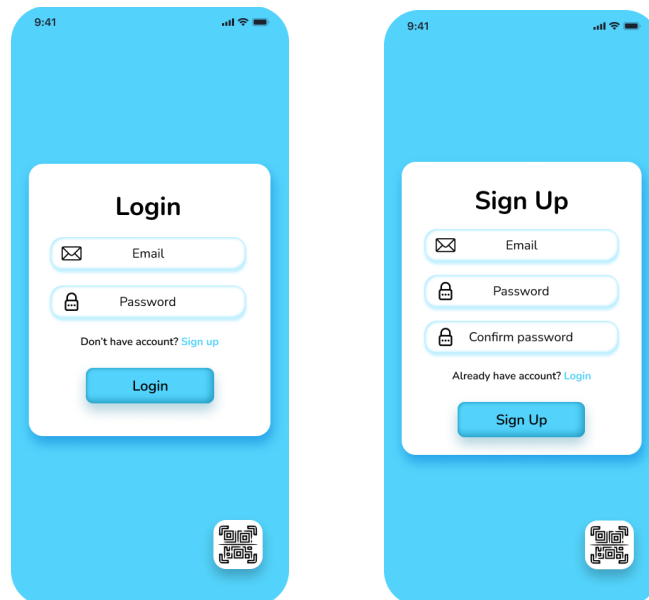 9:41
Login
Email
Password
Don't have account? Sign up
Login
9:41
Sign Up
Email
Password
Confirm password
Already have account? Login
Sign Up